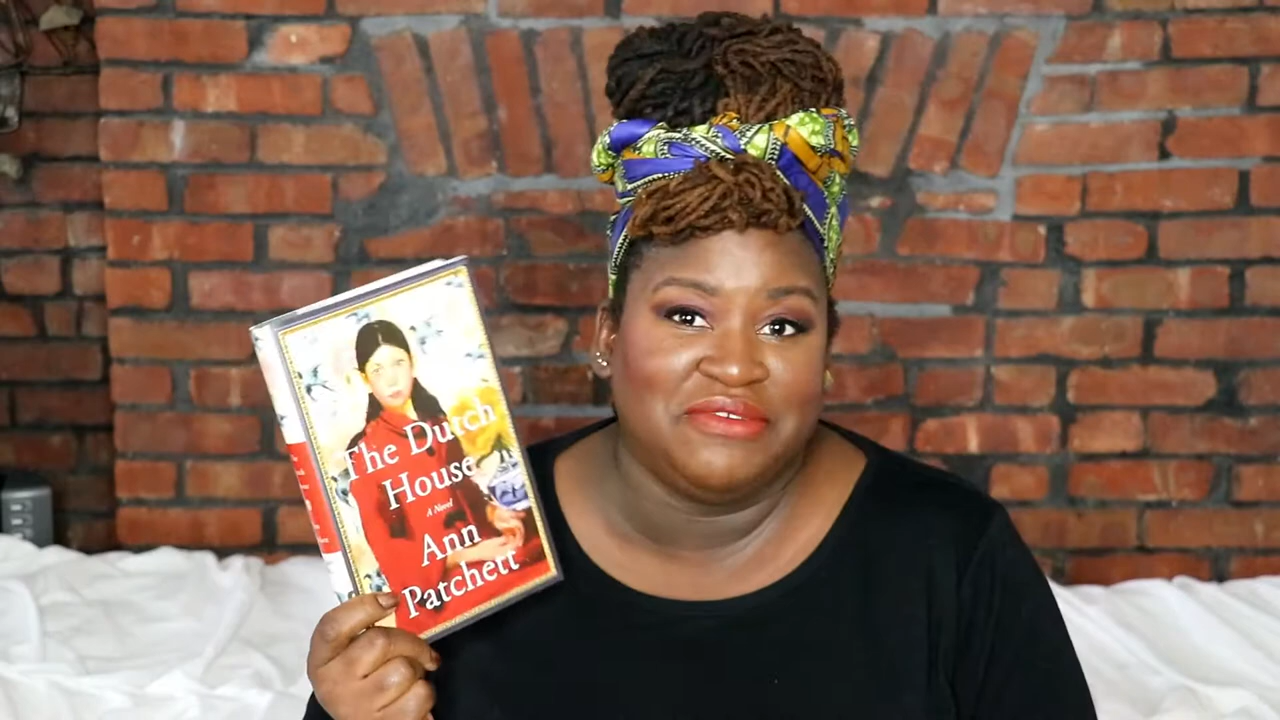 The Dutch
House
A Novel
Ann
Patchett